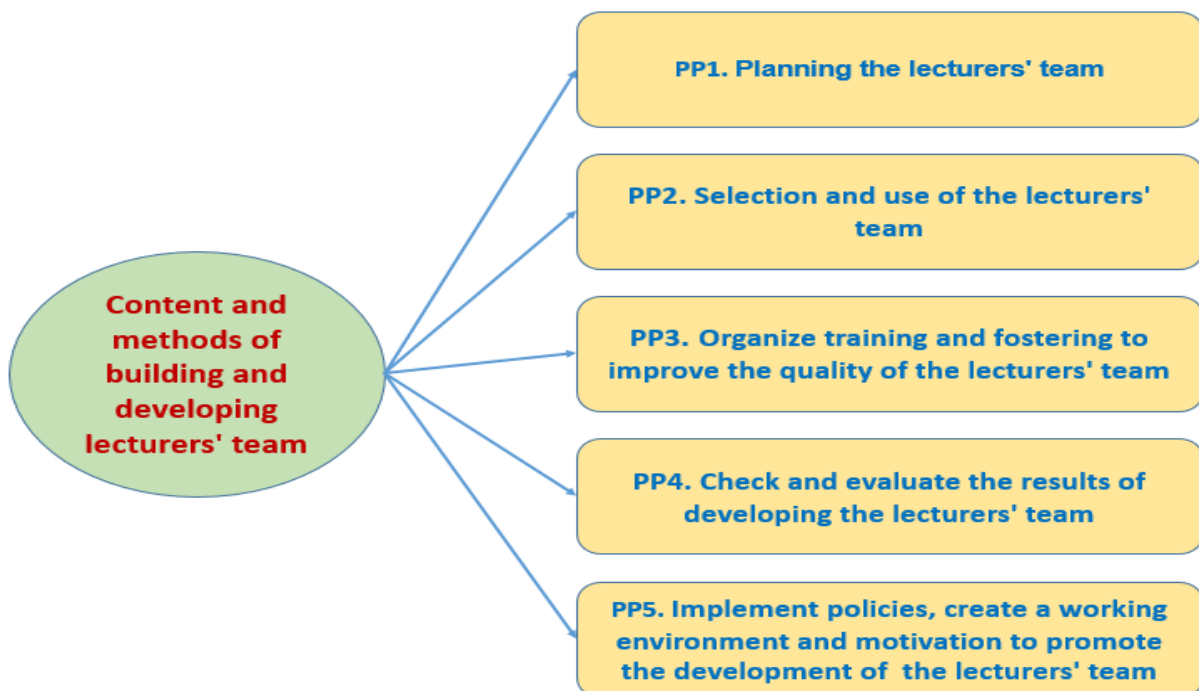 Content and
methods of
building and
developing
lecturers' team
PP1. Planning the lecturers' team
PP2. Selection and use of the lecturers'
team
PP3. Organize training and fostering to
improve the quality of the lecturers' team
PP4. Check and evaluate the results of
developing the lecturers' team
PP5. Implement policies, create a working
environment and motivation to promote
the development of the lecturers' team